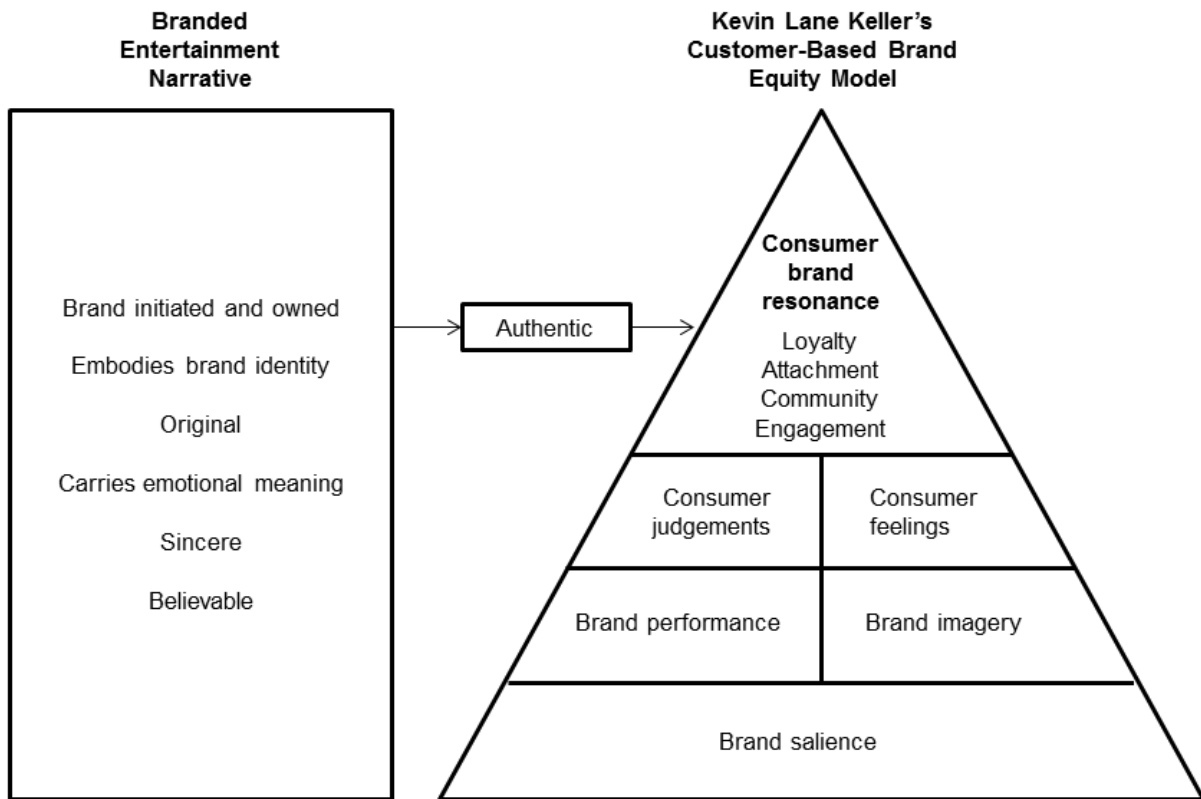 Branded
Entertainment
Narrative
Kevin Lane Keller's
Customer-Based Brand
Equity Model
Brand initiated and owned
Embodies brand identity
Original
Carries emotional meaning
Sincere
Believable
Authentic
Consumer
brand
resonance
Loyalty
Attachment
Community
Engagement
Consumer
judgements
Consumer
feelings
Brand performance
Brand imagery
Brand salience